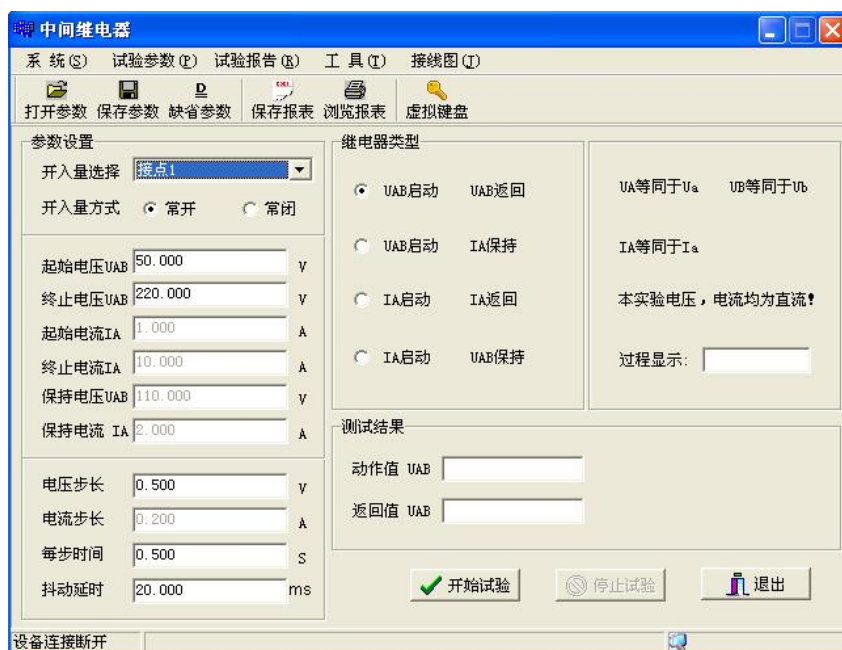 中间继电器
系 统(S) 试验参数(P) 试验报告(R) 工 具(T) 接线图(T)
D EXL
打开参数 保存参数 缺省参数 保存报表 浏览报表 虚拟键盘
参数设置
开入量选择 接点1
开入量方式 常开 常闭
起始电压UAB 50.000 V
终止电压UAB 220.000 V
起始电流IA 1.000 A
终止电流IA 10.000 A
保持电压UAB 110.000 V
保持电流 IA 2.000 A
电压步长 0.500 V
电流步长 0.200 A
每步时间 0.500 S
抖动延时 20.000 ms
继电器类型
UAB启动 UAB返回
UAB启动 IA保持
IA启动 IA返回
IA启动 UAB保持
UA等同于Ua UB等同于Ub
IA等同于Ia
本实验电压，电流均为直流!
过程显示:
测试结果
动作值 UAB
返回值 UAB
开始试验 停止试验 退出
设备连接断开